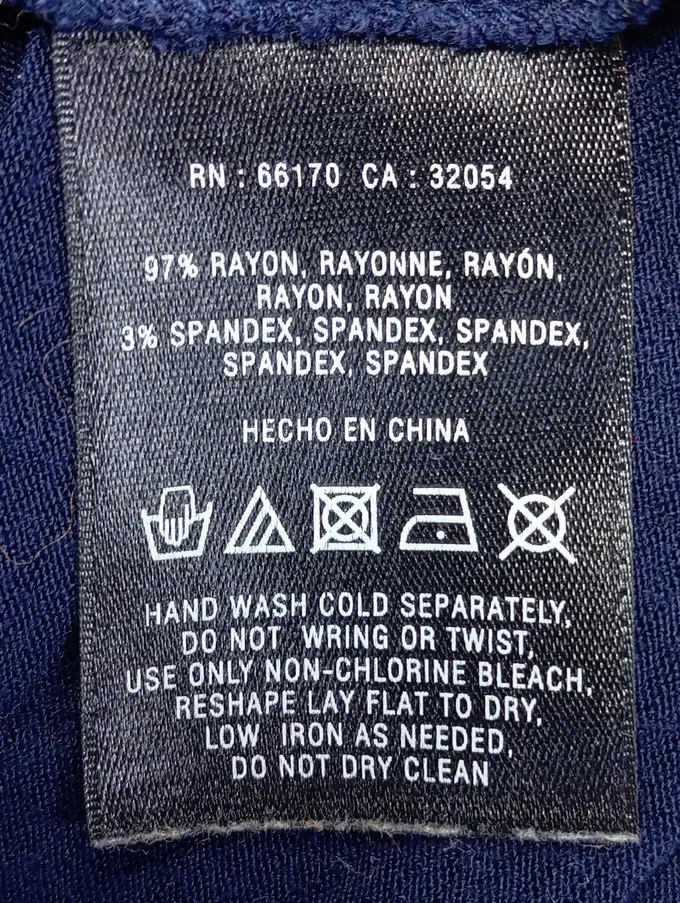 RN : 66170 CA : 32054
97% RAYON, RAYONNE, RAYÓN,
RAYON, RAYON
3% SPANDEX, SPANDEX, SPANDEX,
SPANDEX, SPANDEX
HECHO EN CHINA
HAND WASH COLD SEPARATELY,
DO NOT WRING OR TWIST,
USE ONLY NON-CHLORINE BLEACH,
RESHAPE LAY FLAT TO DRY,
LOW IRON AS NEEDED,
DO NOT DRY CLEAN